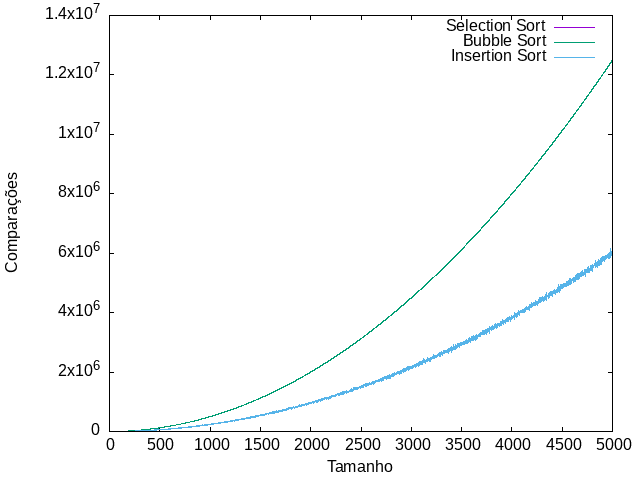 1.4x10^7
1.2x10^7
1x10^7
8x10^6
6x10^6
4x10^6
2x10^6
0
Comparações
Selection Sort
Bubble Sort
Insertion Sort
0 500 1000 1500 2000 2500 3000 3500 4000 4500 5000
Tamanho